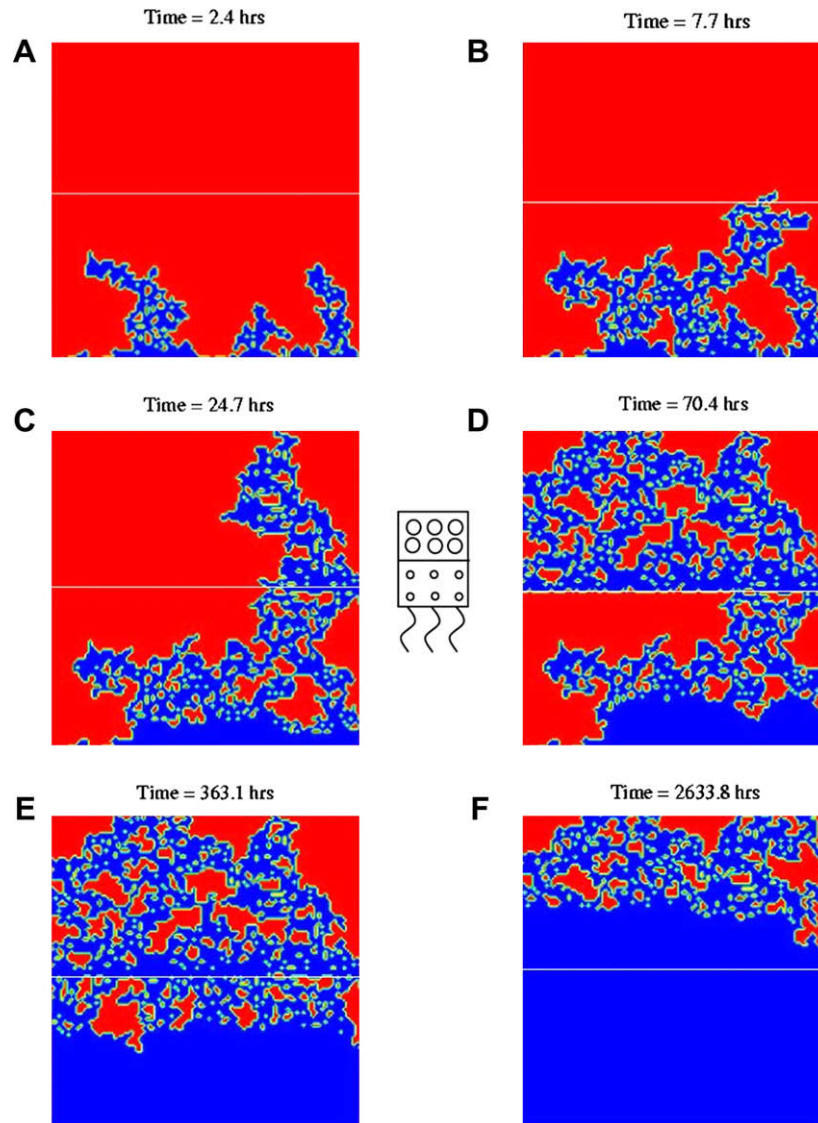 Time = 2.4 hrs
A
Time = 7.7 hrs
B
Time = 24.7 hrs
C
Time = 70.4 hrs
D
Time = 363.1 hrs
E
Time = 2633.8 hrs
F